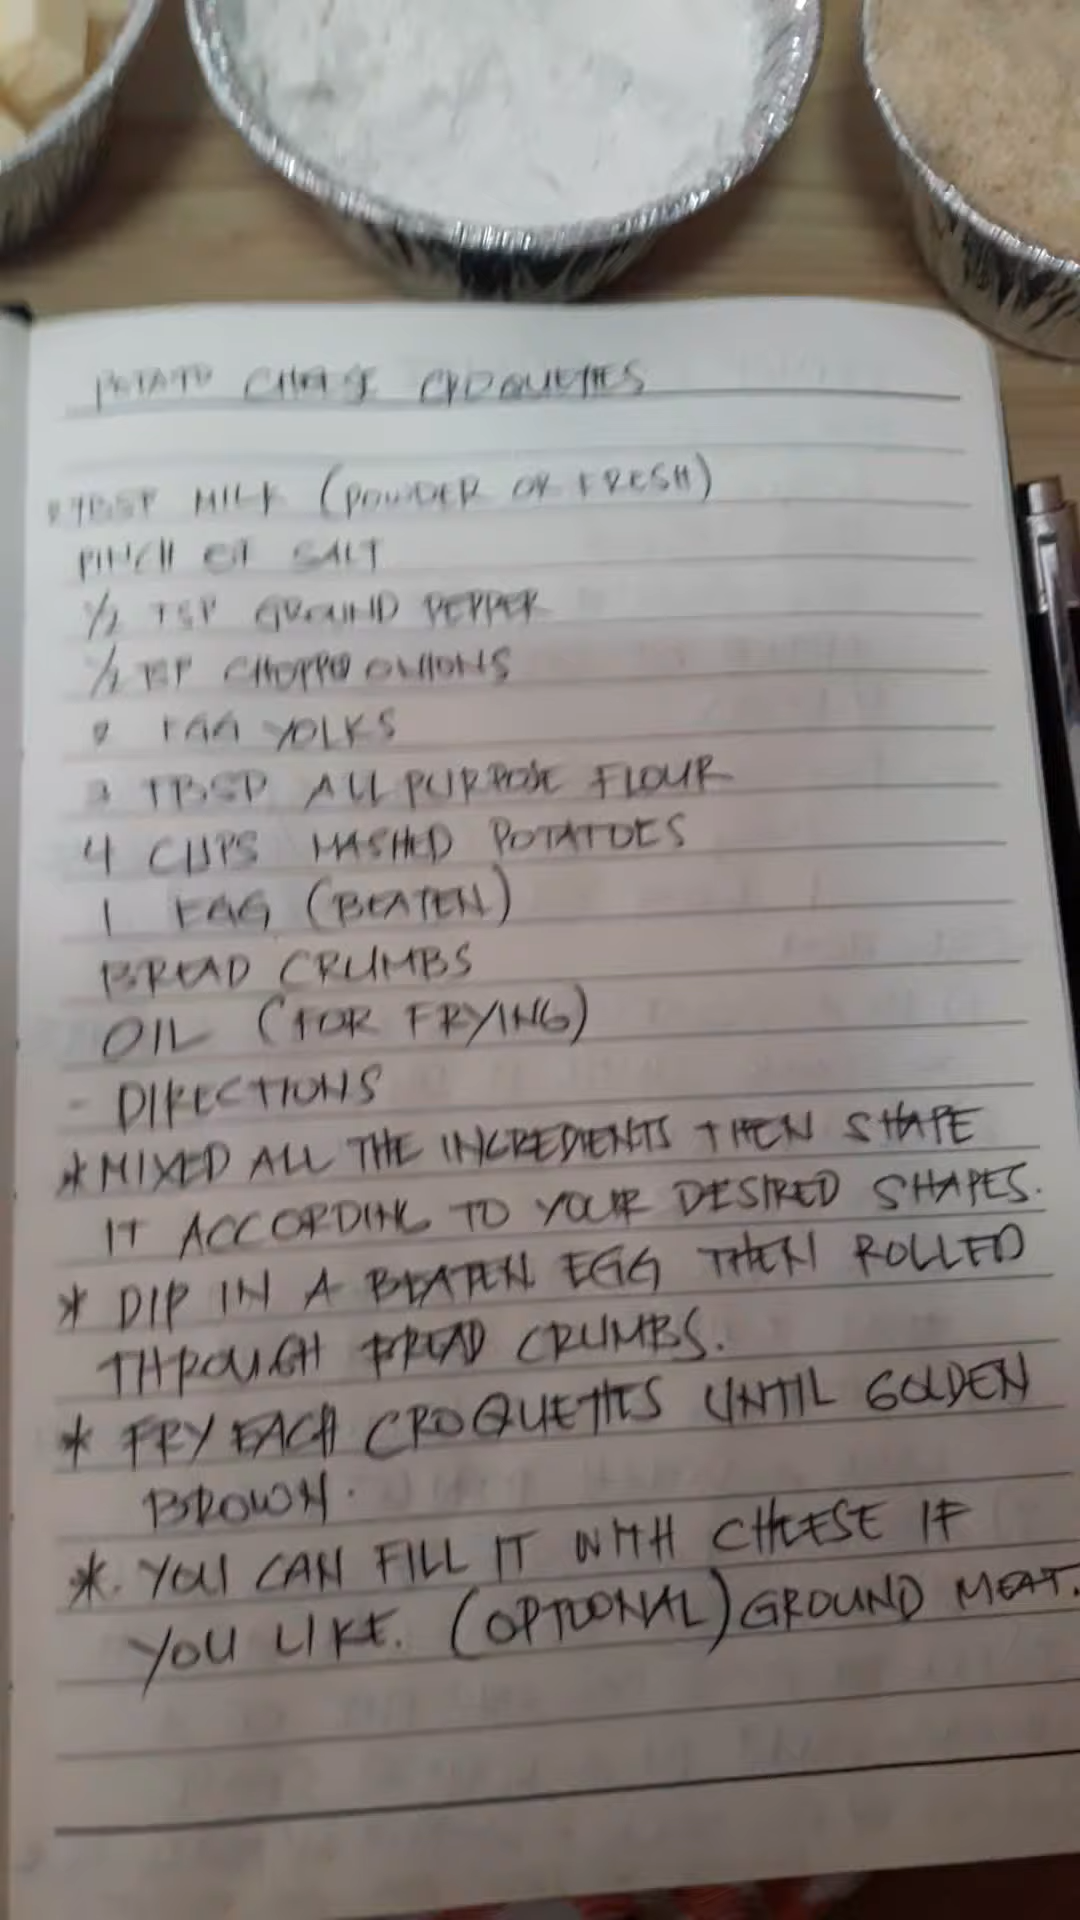 POTATO CHEESE CROQUETTES
TBSP MILK (POWDER OR FRESH)
PINCH OF SALT
1/2 TSP GROUND PEPPER
1/2 TSP CHOPPED ONIONS
EGG YOLKS
3 TBSP ALL PURPOSE FLOUR
4 CUPS MASHED POTATOES
1 EGG (BEATEN)
BREAD CRUMBS
OIL (FOR FRYING)
- DIRECTIONS
* MIXED ALL THE INGREDIENTS THEN SHAPE
IT ACCORDING TO YOUR DESIRED SHAPES.
* DIP IN A BEATEN EGG THEN ROLLED
THROUGH BREAD CRUMBS.
* FRY EACH CROQUETTES UNTIL GOLDEN
BROWN.
*. YOU CAN FILL IT WITH CHEESE IF
YOU LIKE. (OPTIONAL) GROUND MEAT.